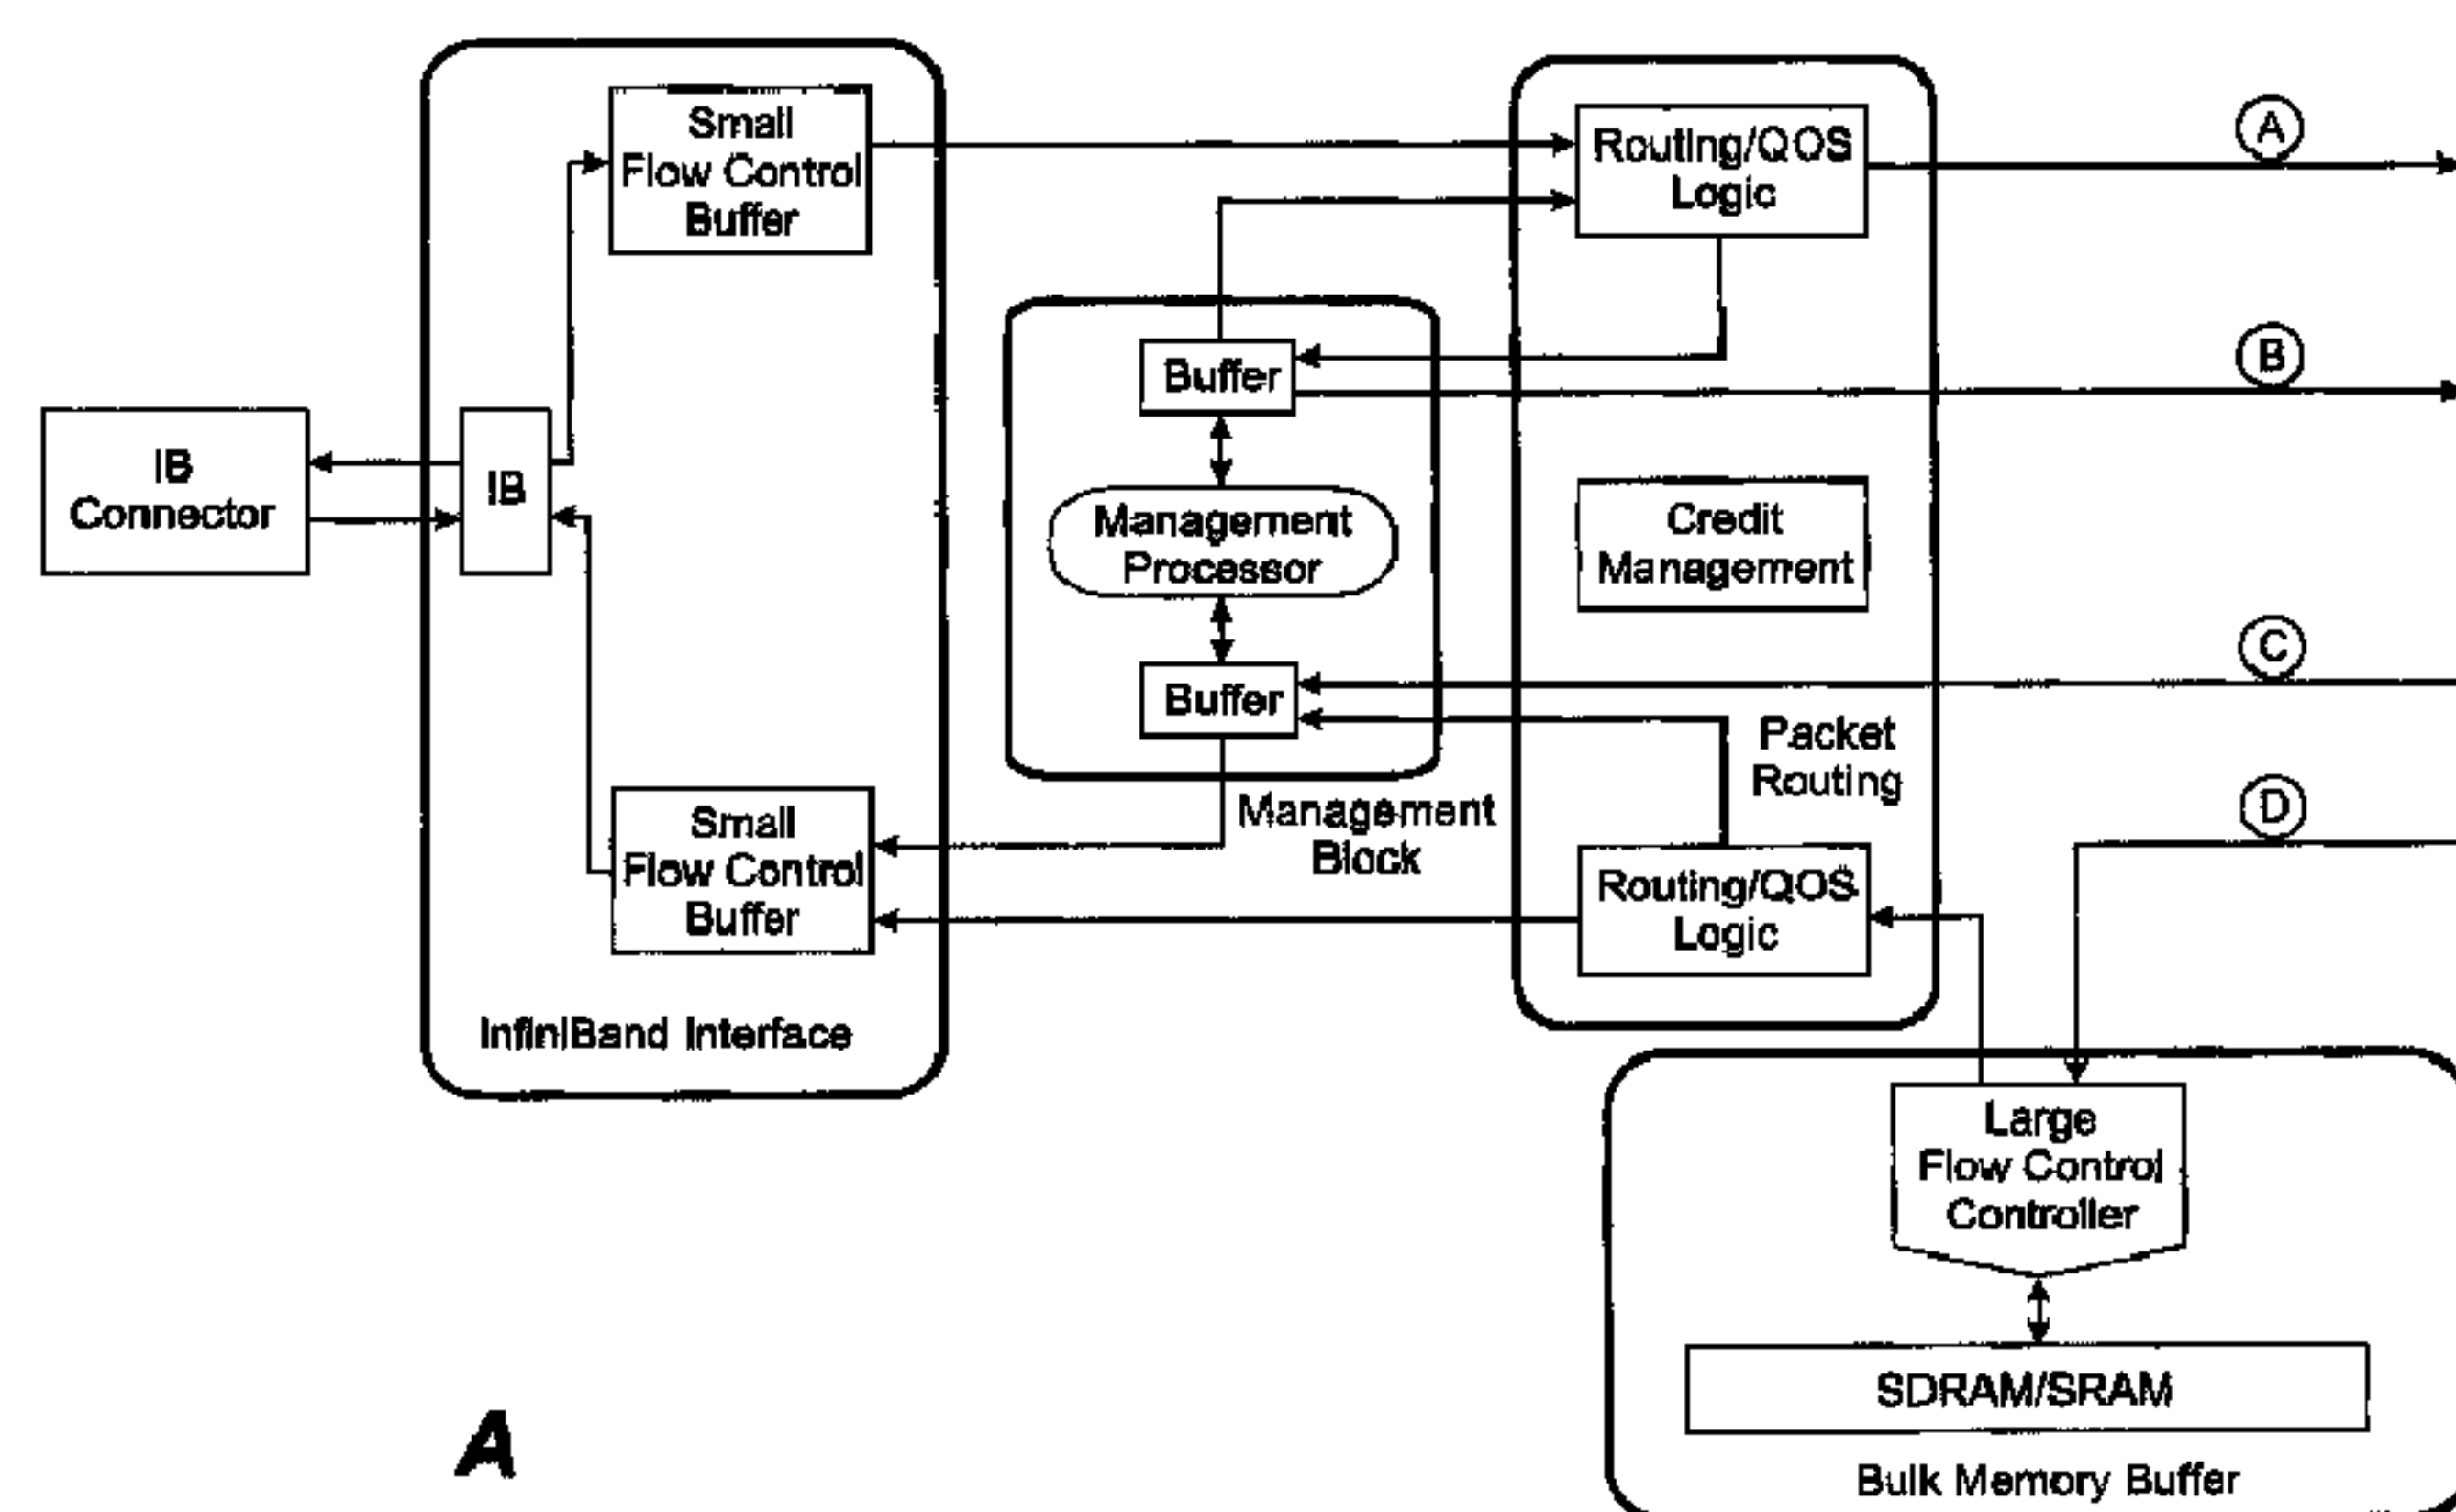 Small
Flow Control
Buffer
Routing/QOS
Logic
A
Buffer
B
IB
Connector
IB
Management
Processor
Credit
Management
C
Buffer
Packet
Routing
D
Management
Block
Small
Flow Control
Buffer
Routing/QOS
Logic
InfiniBand Interface
Large
Flow Control
Controller
SDRAM/SRAM
Bulk Memory Buffer
A